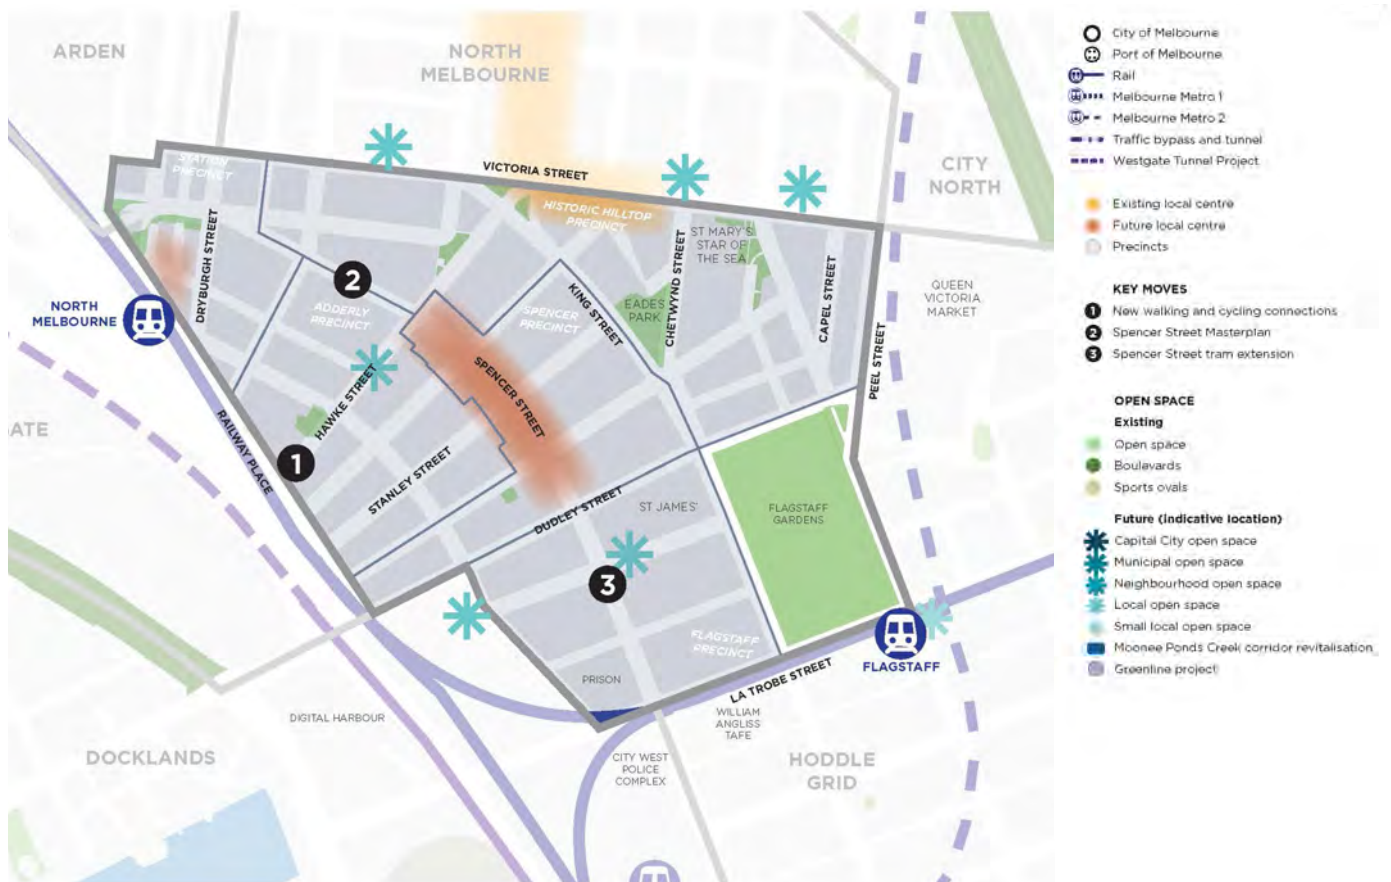 ARDEN
NORTH
MELBOURNE
CITY
NORTH
STATION
PRECINCT
VICTORIA STREET
HISTORIC HILLTOP
PRECINCT
ST MARY'S
STAR OF
THE SEA
DRYBURGH STREET
CHETWYND STREET
CAPEL STREET
QUEEN
VICTORIA
MARKET
2
ADDERLY
PRECINCT
SPENCER
PRECINCT
KING STREET
EADES
PARK
NORTH
MELBOURNE
PEEL STREET
SPENCER STREET
HAWKE STREET
GATE
RAILWAY PLACE
1
STANLEY STREET
DUDLEY STREET
ST JAMES'
FLAGSTAFF
GARDENS
3
FLAGSTAFF
PRECINCT
FLAGSTAFF
PRISON
LA TROBE STREET
WILLIAM
ANGLISS
TAFE
DIGITAL HARBOUR
DOCKLANDS
CITY WEST
POLICE
COMPLEX
HODDLE
GRID
City of Melbourne
Port of Melbourne
Rail
Melbourne Metro 1
Melbourne Metro 2
Traffic bypass and tunnel
Westgate Tunnel Project
Existing local centre
Future local centre
Precincts
KEY MOVES
1 New walking and cycling connections
2 Spencer Street Masterplan
3 Spencer Street tram extension
OPEN SPACE
Existing
Open space
Boulevards
Sports ovals
Future (indicative location)
Capital City open space
Municipal open space
Neighbourhood open space
Local open space
Small local open space
Moonee Ponds Creek corridor revitalisation
Greenline project